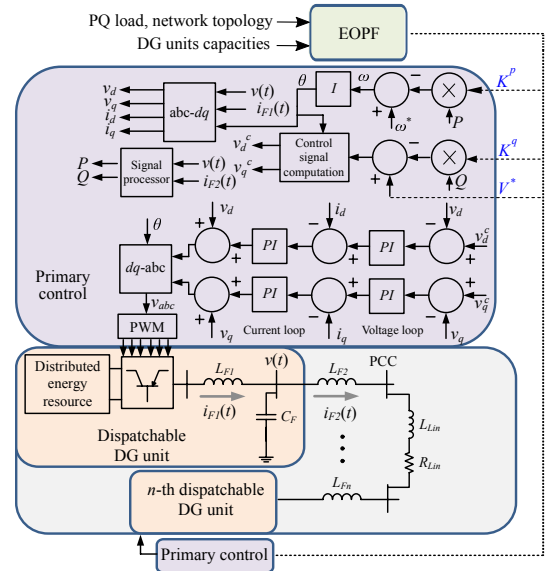 PQ load, network topology
DG units capacities
EOPF
θ
I
ω
−
K^p
v_d
v_q
i_d
i_q
abc-dq
v(t)
i_F1(t)
+
ω*
P
v_d^c
v_q^c
Control signal computation
−
K^q
P
Q
Signal processor
v(t)
i_F2(t)
+
Q
V*
θ
v_d
i_d
v_d
+
−
−
dq-abc
+
PI
+
PI
+
v_d^c
Primary control
+
PI
+
PI
+
v_q^c
v_abc
+
−
−
PWM
v_q
Current loop
i_q
Voltage loop
v_q
Distributed energy resource
L_F1
v(t)
L_F2
PCC
i_F1(t)
C_F
i_F2(t)
L_Lin
Dispatchable DG unit
R_Lin
n-th dispatchable DG unit
L_Fn
Primary control